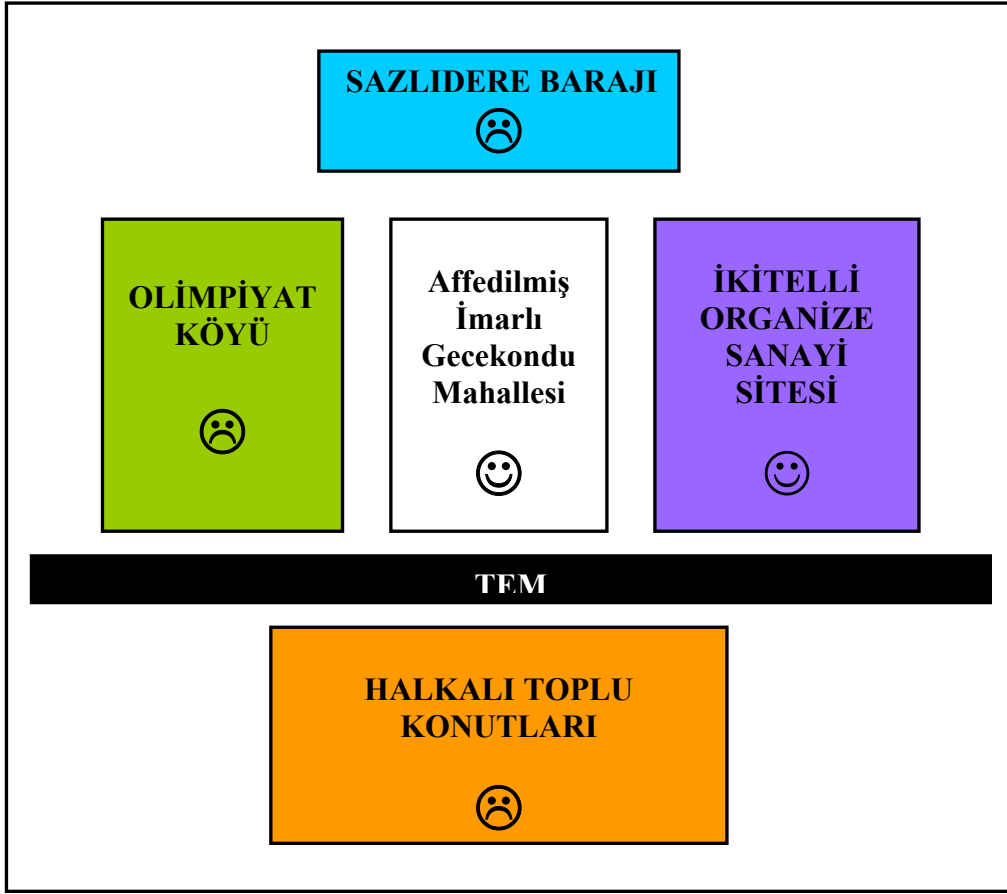 SAZLIDERE BARAJI
OLİMPİYAT
KÖYÜ
Affedilmiş
İmarlı
Gecekondu
Mahallesi
İKİTELLİ
ORGANİZE
SANAYİ
SİTESİ
TEM
HALKALI TOPLU
KONUTLARI